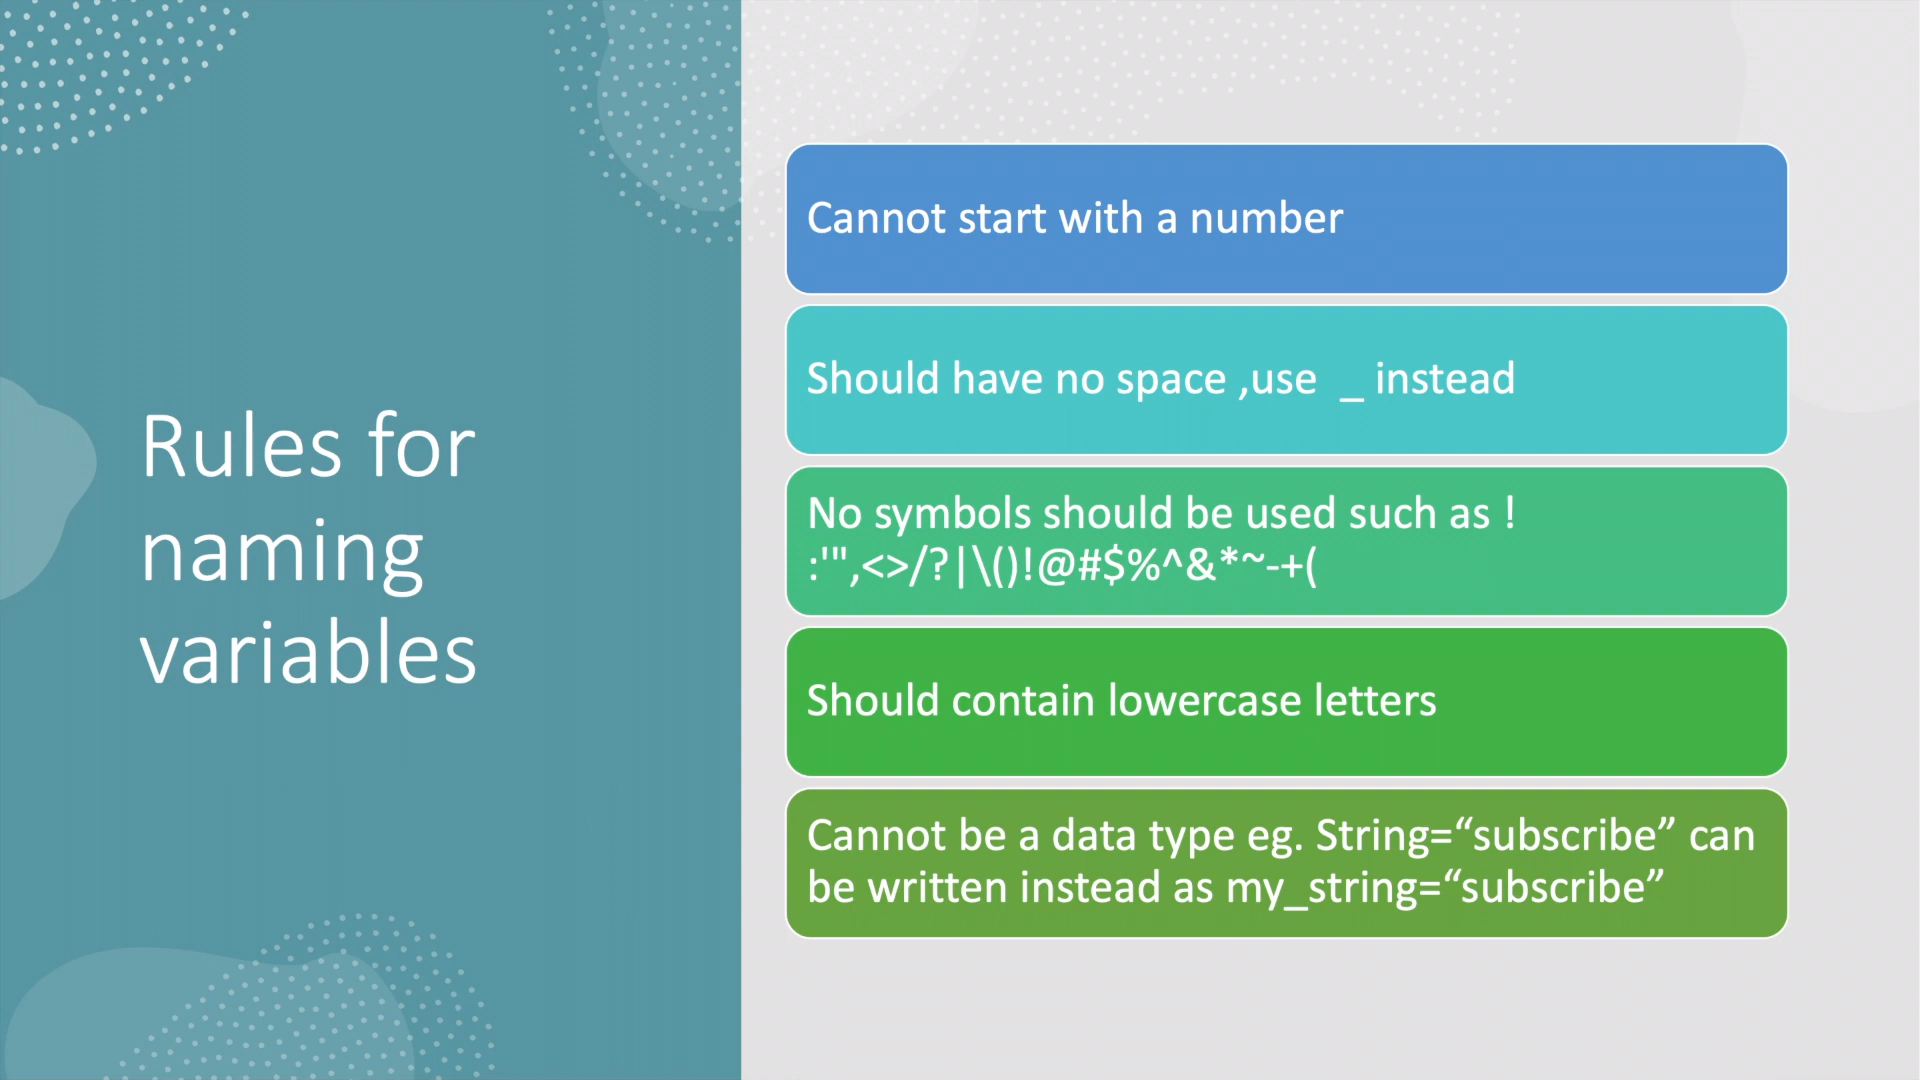 Rules for
naming
variables
Cannot start with a number
Should have no space ,use  _ instead
No symbols should be used such as !
:'",<>/?|\()!@#$%^&*~-+(
Should contain lowercase letters
Cannot be a data type eg. String=“subscribe” can
be written instead as my_string=“subscribe”